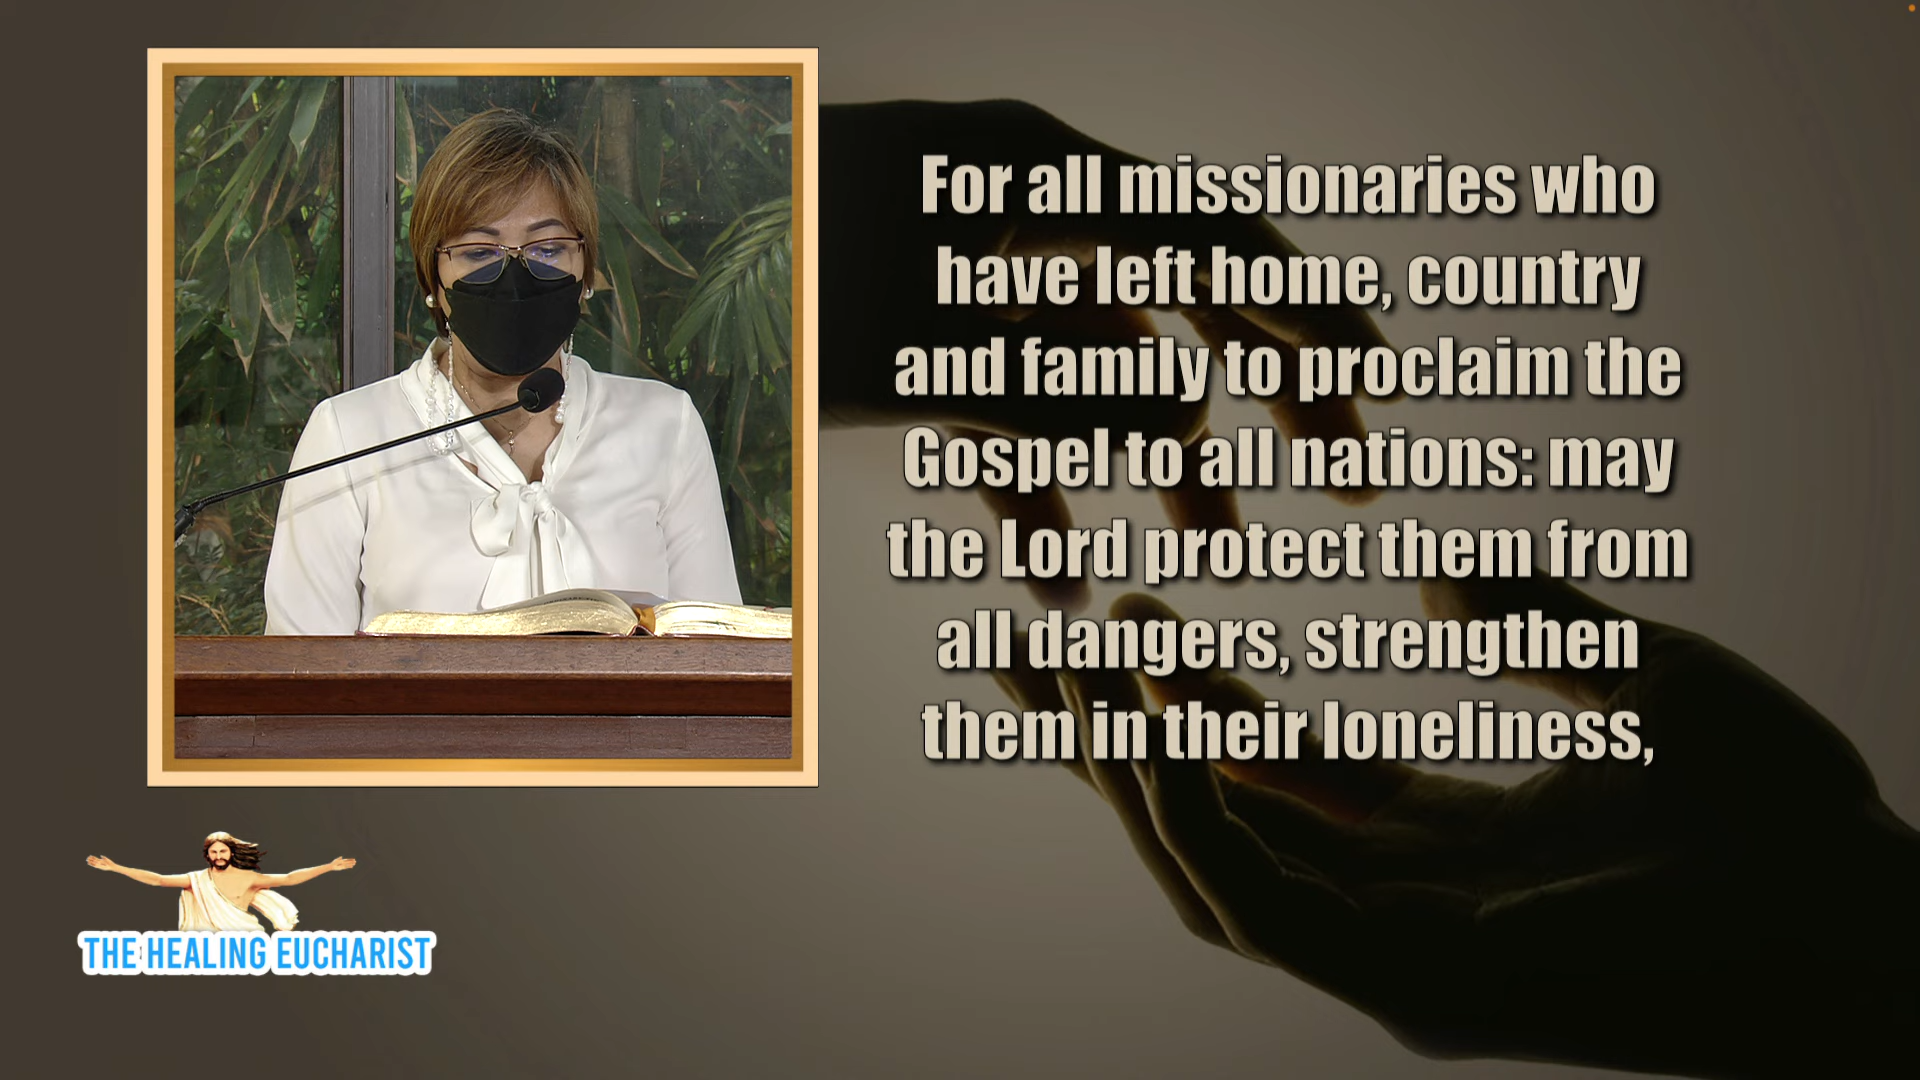 For all missionaries who
have left home, country
and family to proclaim the
Gospel to all nations: may
the Lord protect them from
all dangers, strengthen
them in their loneliness,
THE HEALING EUCHARIST